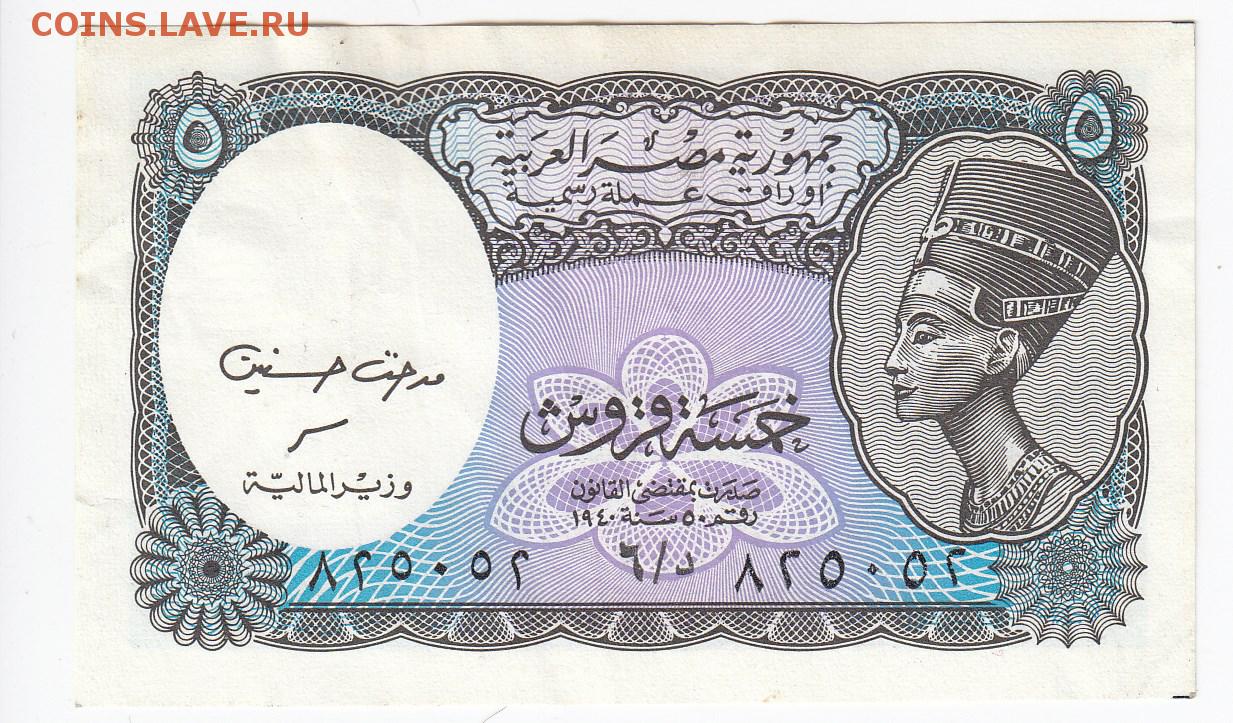 COINS.LAVE.RU
٥ ٥
جمهورية مصر العربية
أوراق عملة رسمية
مدحت حسنين
خمسة قروش
وزير المالية
صدرت بمقتضى القانون
رقم ٥٠ سنة ١٩٤٠
٨٢٥٠٥٢ د/٦ ٨٢٥٠٥٢